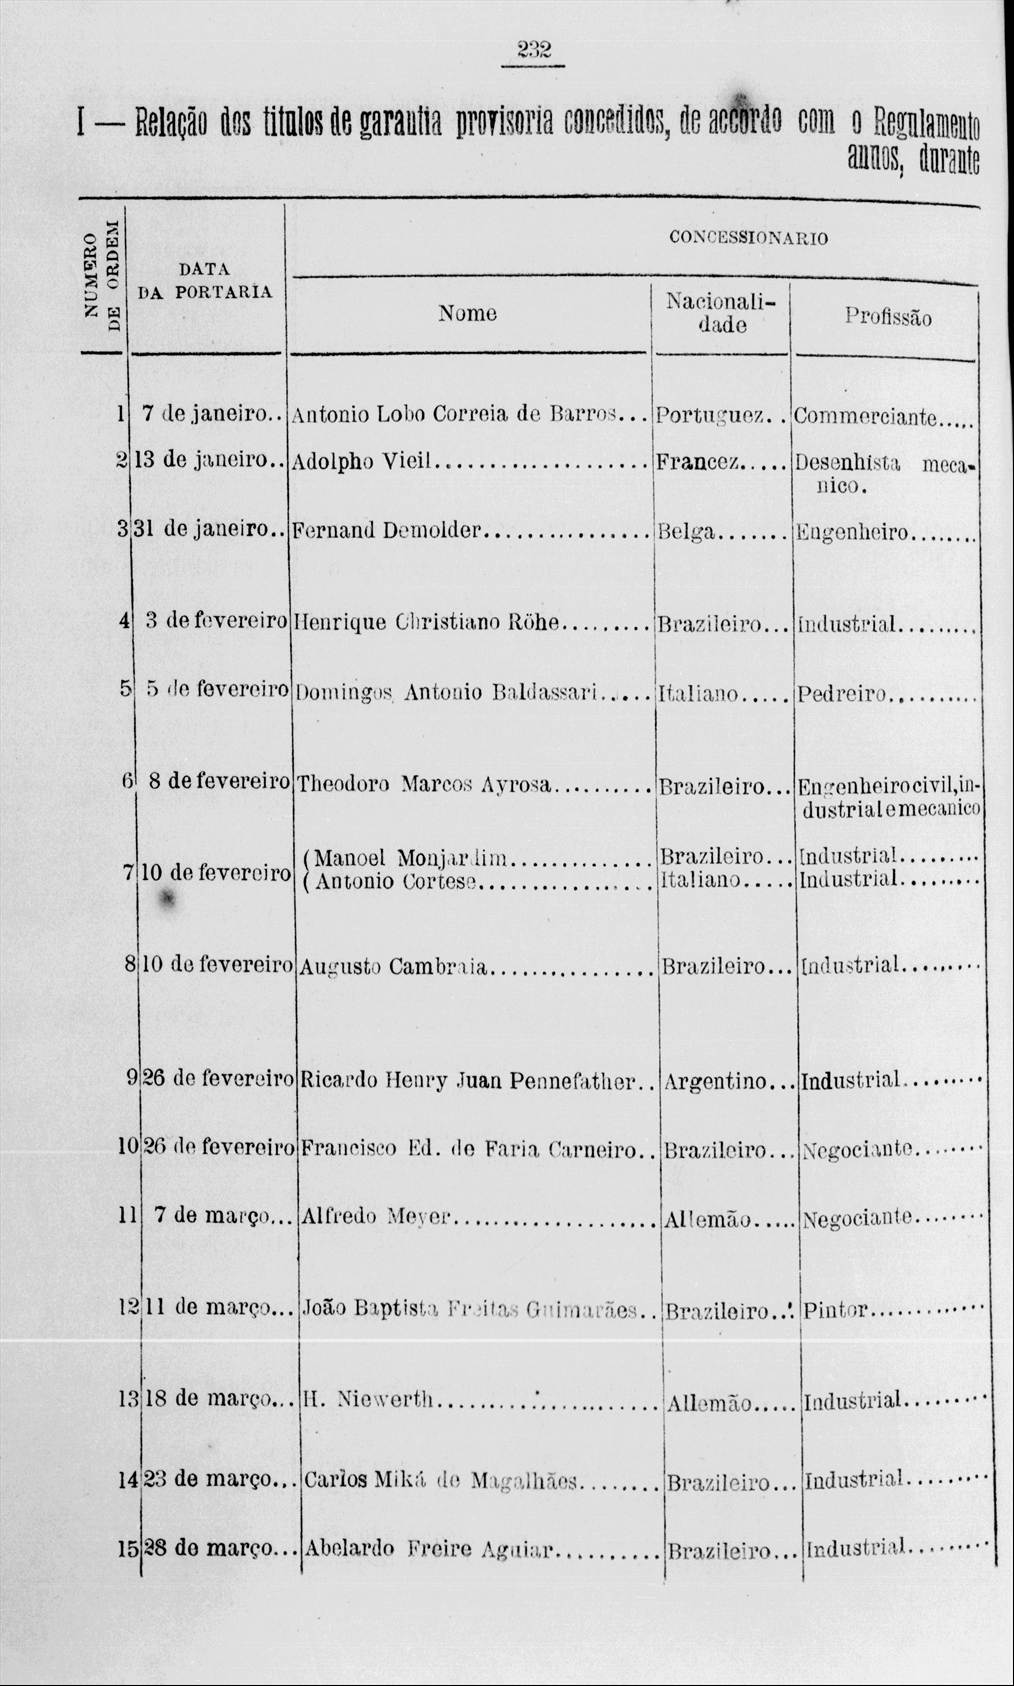 232
I — Relação dos titulos de garantia provisoria concedidos, de accôrdo com o Regulamento
annos, durante
NUMERO DE ORDEM
DATA DA PORTARIA
CONCESSIONARIO
Nome
Nacionali-
dade
Profissão
1 7 de janeiro.. Antonio Lobo Correia de Barros... Portuguez.. Commerciante.....
2 13 de janeiro.. Adolpho Vieil..................... Francez..... Desenhista meca-
nico.
3 31 de janeiro.. Fernand Demolder................ Belga....... Engenheiro........
4 3 de fevereiro Henrique Christiano Röhe......... Brazileiro... Industrial.........
5 5 de fevereiro Domingos Antonio Baldassari..... Italiano..... Pedreiro..........
6 8 de fevereiro Theodoro Marcos Ayrosa.......... Brazileiro... Engenheiro civil, in-
dustrial e mecanico
7 10 de fevereiro (Manoel Monjardim.............. Brazileiro... Industrial.........
(Antonio Cortese................. Italiano..... Industrial.........
8 10 de fevereiro Augusto Cambraia................ Brazileiro... Industrial.........
9 26 de fevereiro Ricardo Henry Juan Pennefather.. Argentino... Industrial.........
10 26 de fevereiro Francisco Ed. de Faria Carneiro.. Brazileiro... Negociante........
11 7 de março... Alfredo Meyer.................... Allemão..... Negociante........
12 11 de março... João Baptista Freitas Guimarães.. Brazileiro... Pintor............
13 18 de março... H. Niewerth...................... Allemão..... Industrial.........
14 23 de março... Carlos Miká de Magalhães........ Brazileiro... Industrial.........
15 28 de março... Abelardo Freire Aguiar........... Brazileiro... Industrial.........